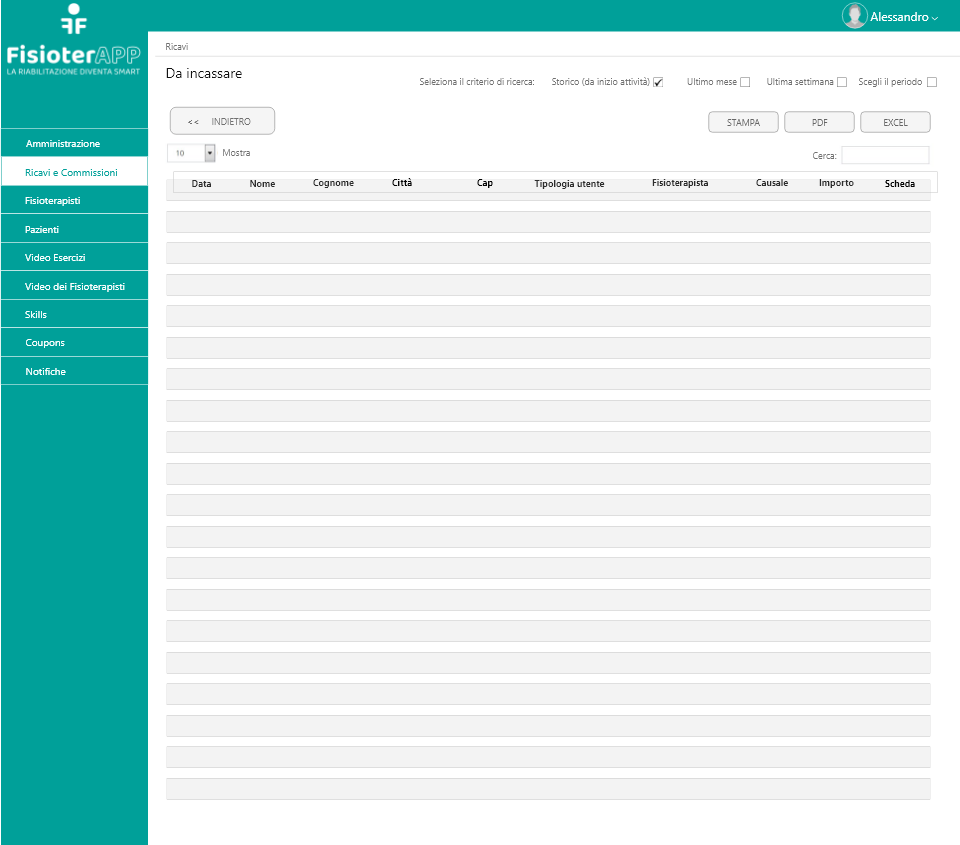 Alessandro
FisioterAPP
LA RIABILITAZIONE DIVENTA SMART
Amministrazione
Ricavi e Commissioni
Fisioterapisti
Pazienti
Video Esercizi
Video dei Fisioterapisti
Skills
Coupons
Notifiche
Ricavi
Da incassare
Seleziona il criterio di ricerca: Storico (da inizio attività) Ultimo mese Ultima settimana Scegli il periodo
<< INDIETRO
STAMPA PDF EXCEL
10 Mostra
Cerca:
Data Nome Cognome Città Cap Tipologia utente Fisioterapista Causale Importo Scheda